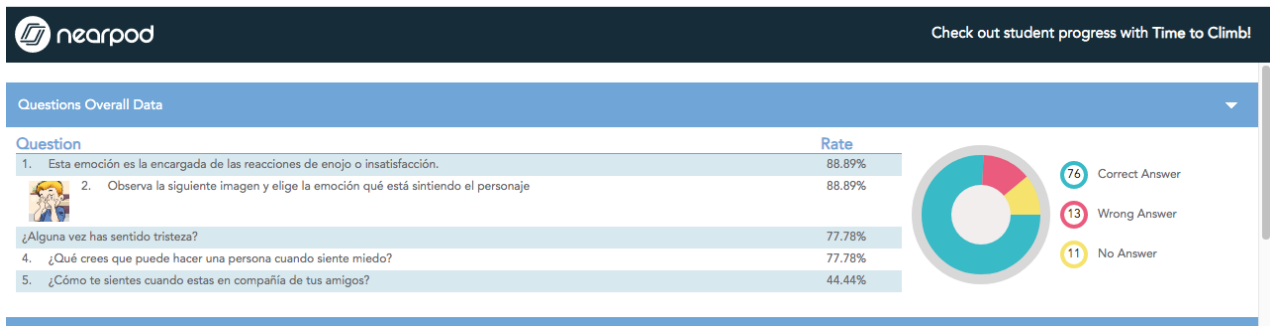 nearpod
Check out student progress with Time to Climb!
Questions Overall Data
Question Rate
1. Esta emoción es la encargada de las reacciones de enojo o insatisfacción. 88.89%
2. Observa la siguiente imagen y elige la emoción qué está sintiendo el personaje 88.89%
¿Alguna vez has sentido tristeza? 77.78%
4. ¿Qué crees que puede hacer una persona cuando siente miedo? 77.78%
5. ¿Cómo te sientes cuando estas en compañía de tus amigos? 44.44%
76 Correct Answer
13 Wrong Answer
11 No Answer